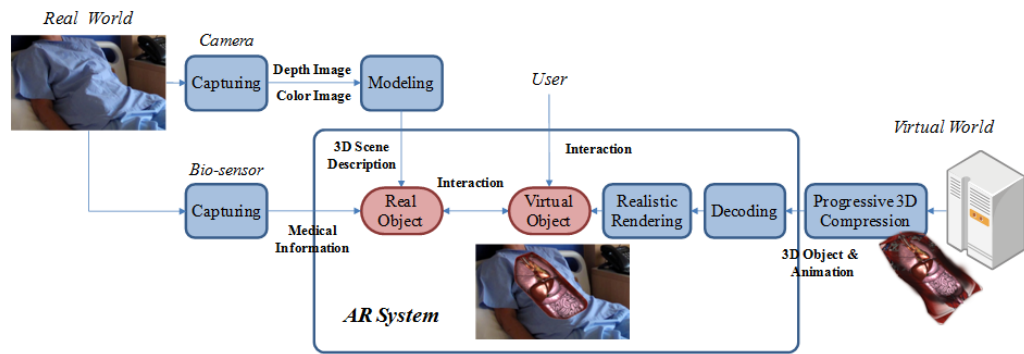 Real World
Camera
Capturing
Depth Image
Color Image
Modeling
User
Virtual World
3D Scene
Description
Interaction
Bio-sensor
Capturing
Medical
Information
Real
Object
Interaction
Virtual
Object
Realistic
Rendering
Decoding
Progressive 3D
Compression
3D Object &
Animation
AR System